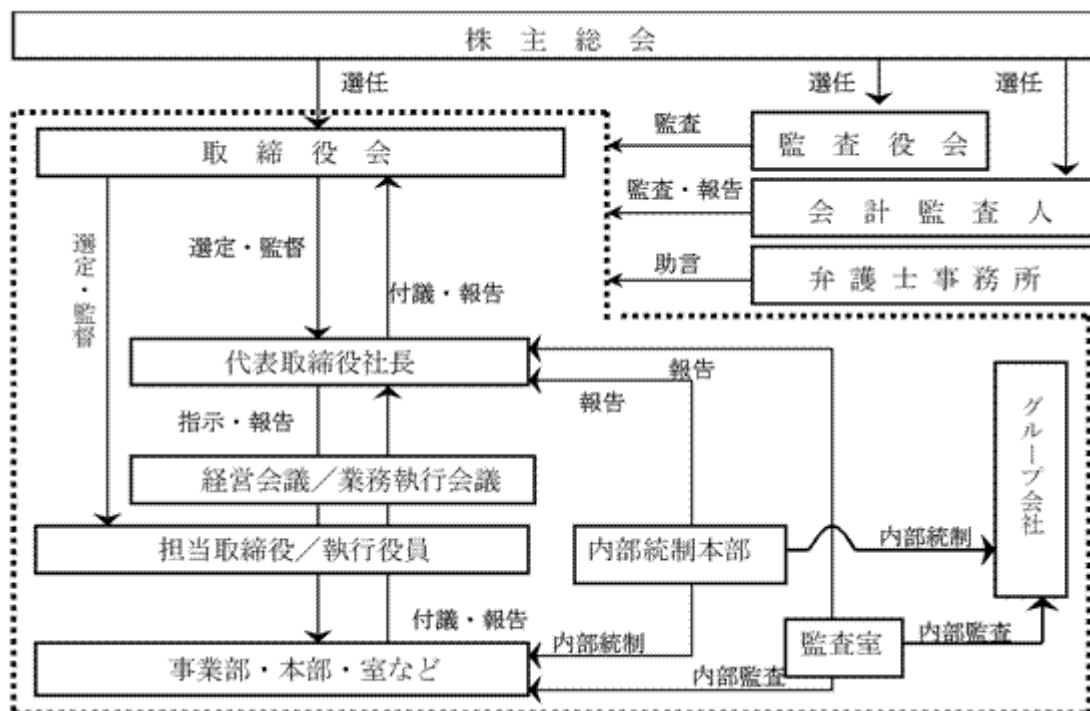 株主総会
選任
選任
選任
取締役会
監査
監査役会
監査・報告
会計監査人
助言
弁護士事務所
選定・監督
選定・監督
付議・報告
代表取締役社長
報告
報告
指示・報告
グループ会社
経営会議／業務執行会議
担当取締役／執行役員
内部統制本部
内部統制
付議・報告
内部統制
監査室
内部監査
事業部・本部・室など
内部監査